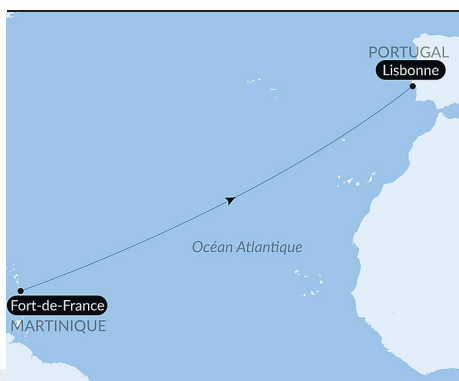 PORTUGAL
Lisbonne
Océan Atlantique
Fort-de-France
MARTINIQUE